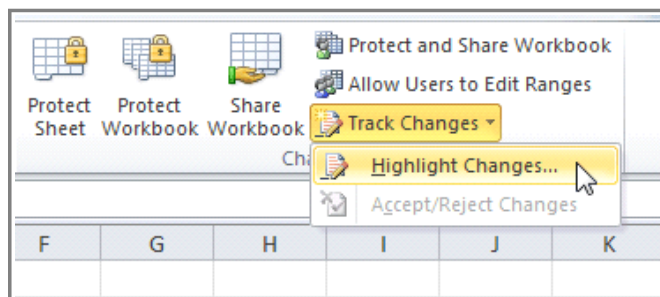 Protect and Share Workbook
Allow Users to Edit Ranges
Protect Sheet
Protect Workbook
Share Workbook
Track Changes
Highlight Changes...
Accept/Reject Changes
F G H I J K